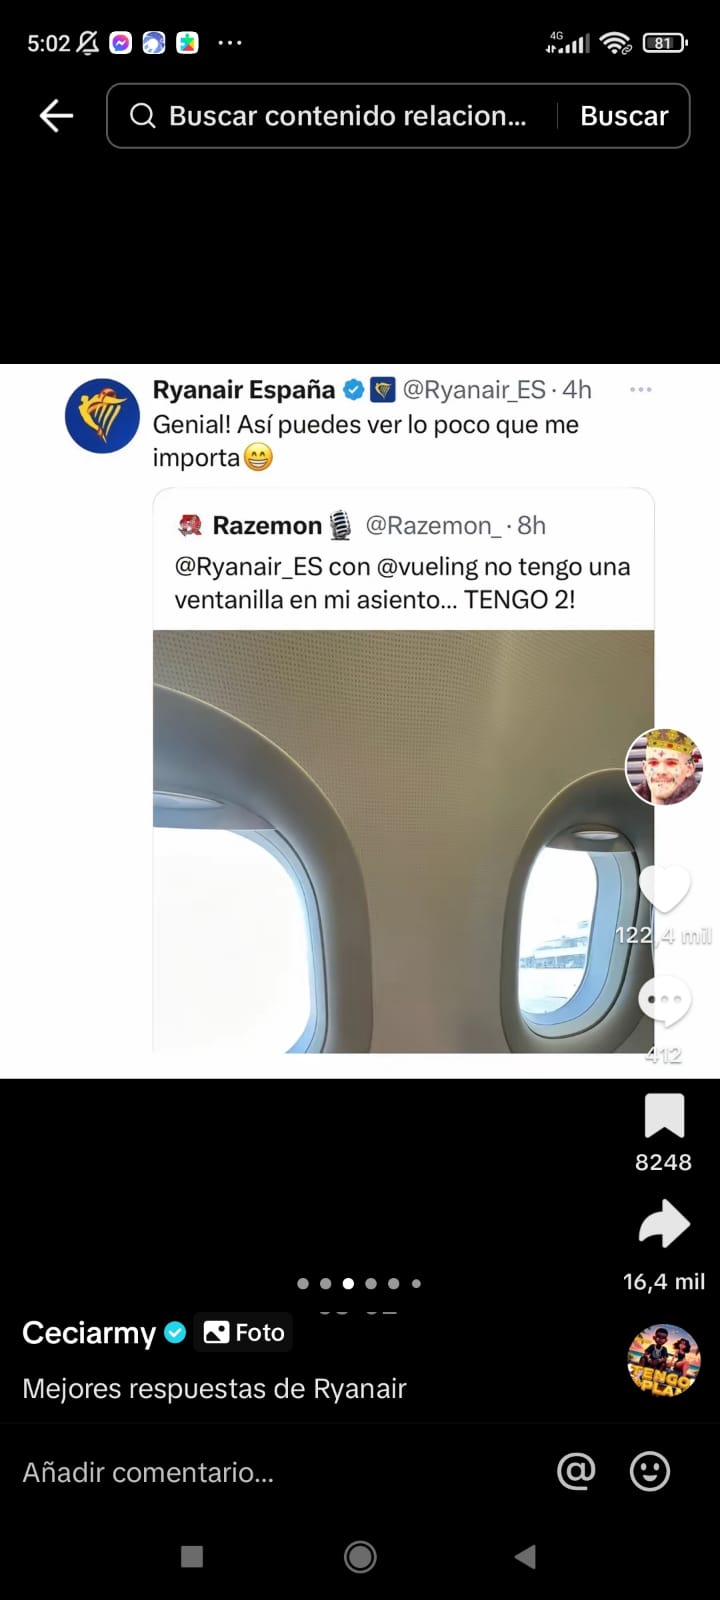 5:02
4G
81
Buscar contenido relacion...
Buscar
Ryanair España @Ryanair_ES · 4h
Genial! Así puedes ver lo poco que me
importa😁
Razemon🎙 @Razemon_ · 8h
@Ryanair_ES con @vueling no tengo una
ventanilla en mi asiento... TENGO 2!
122,4 mil
412
8248
16,4 mil
Ceciarmy
Foto
Mejores respuestas de Ryanair
TENGO
PLAN
Añadir comentario...